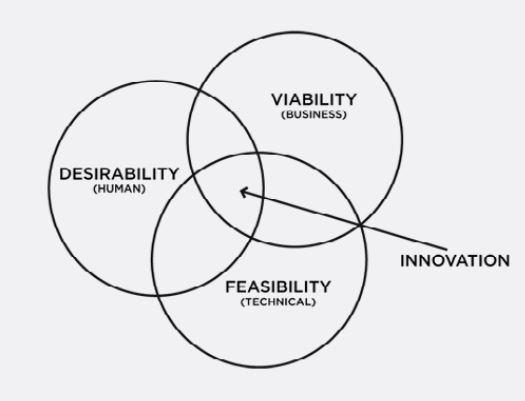 VIABILITY
(BUSINESS)
DESIRABILITY
(HUMAN)
INNOVATION
FEASIBILITY
(TECHNICAL)